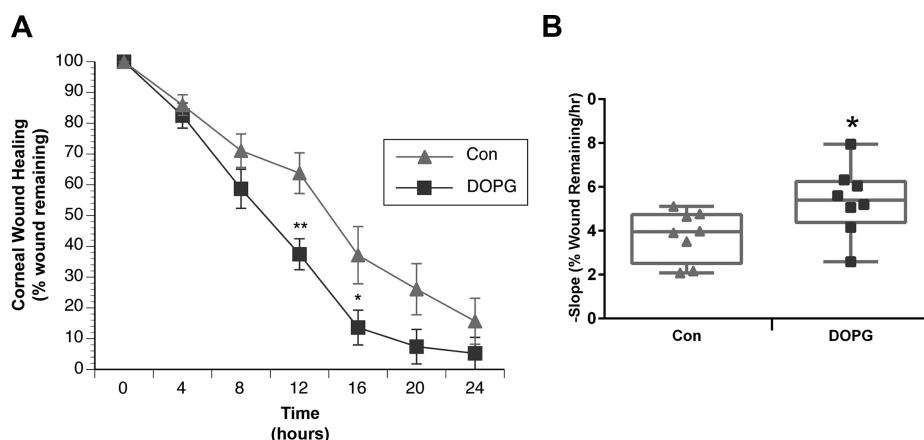 A
Corneal Wound Healing
(% wound remaining)
100
90
80
70
60
50
40
30
20
10
0
**
*
Con
DOPG
0 4 8 12 16 20 24
Time
(hours)
B
-Slope (% Wound Remaining/hr)
0
8
6
4
2
0
*
Con DOPG